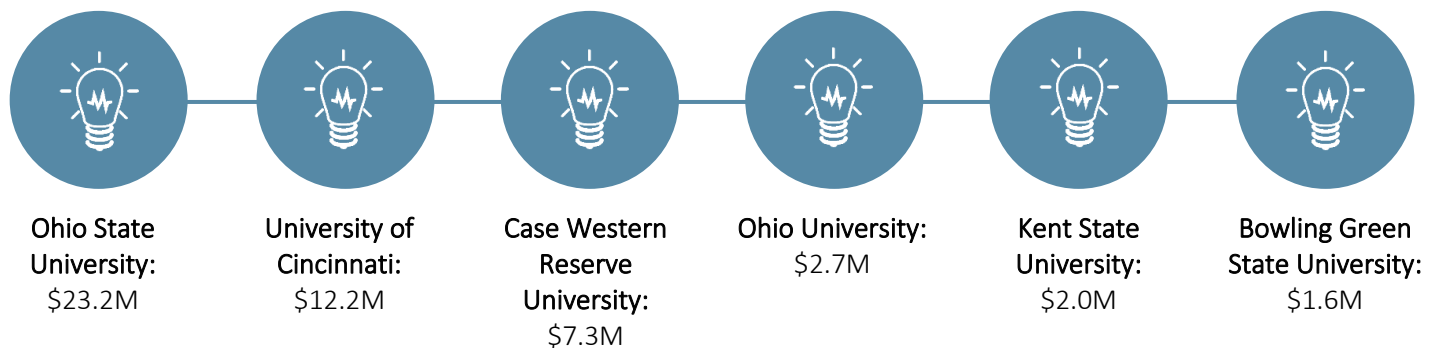 Ohio State
University:
$23.2M
University of
Cincinnati:
$12.2M
Case Western
Reserve
University:
$7.3M
Ohio University:
$2.7M
Kent State
University:
$2.0M
Bowling Green
State University:
$1.6M